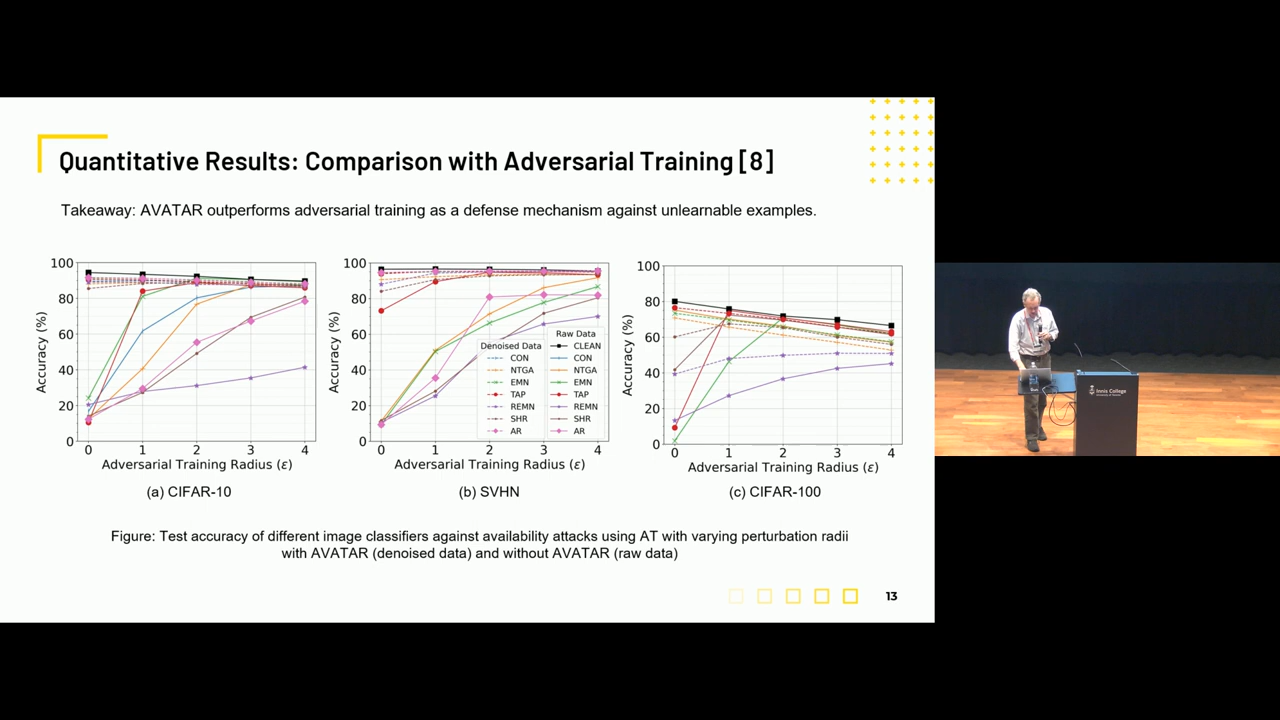 Quantitative Results: Comparison with Adversarial Training [8]
Takeaway: AVATAR outperforms adversarial training as a defense mechanism against unlearnable examples.
100
80
60
40
20
0
Accuracy (%)
0 1 2 3 4
Adversarial Training Radius (ε)
(a) CIFAR-10
100
80
60
40
20
0
Accuracy (%)
Denoised Data
CON
NTGA
EMN
TAP
REMN
SHR
AR
Raw Data
CLEAN
CON
NTGA
EMN
TAP
REMN
SHR
AR
0 1 2 3 4
Adversarial Training Radius (ε)
(b) SVHN
100
80
60
40
20
0
Accuracy (%)
0 1 2 3 4
Adversarial Training Radius (ε)
(c) CIFAR-100
Figure: Test accuracy of different image classifiers against availability attacks using AT with varying perturbation radii
with AVATAR (denoised data) and without AVATAR (raw data)
13
Innis College